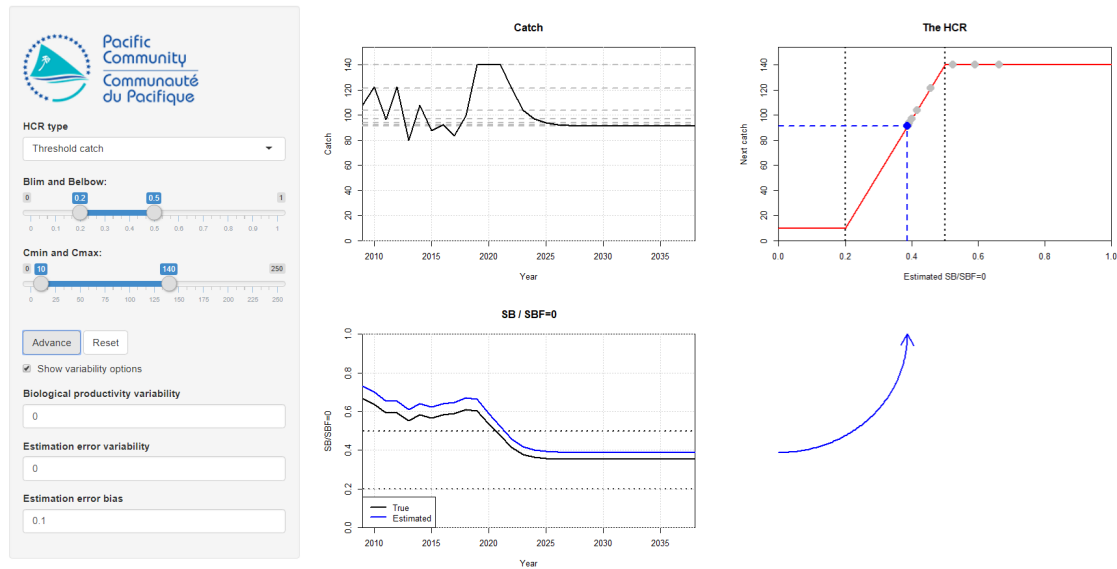 Pacific
Community
Communauté
du Pacifique
HCR type
Threshold catch
Blim and Belbow:
0 0.2 0.5 1
0 0.1 0.2 0.3 0.4 0.5 0.6 0.7 0.8 0.9 1
Cmin and Cmax:
0 10 140 250
0 25 50 75 100 125 150 175 200 225 250
Advance Reset
Show variability options
Biological productivity variability
0
Estimation error variability
0
Estimation error bias
0.1
Catch
140
120
100
80
60
40
20
0
Catch
2010 2015 2020 2025 2030 2035
Year
The HCR
140
120
100
80
60
40
20
0
Next catch
0.0 0.2 0.4 0.6 0.8 1.0
Estimated SB/SBF=0
SB / SBF=0
1.0
0.8
0.6
0.4
0.2
0.0
SB/SBF=0
True
Estimated
2010 2015 2020 2025 2030 2035
Year